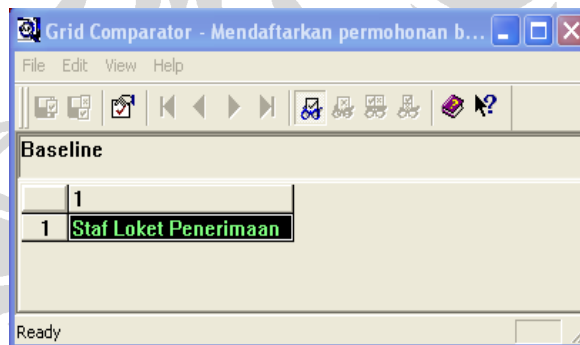 Grid Comparator - Mendaftarkan permohonan b...
File Edit View Help
Baseline
1
1 Staf Loket Penerimaan
Ready